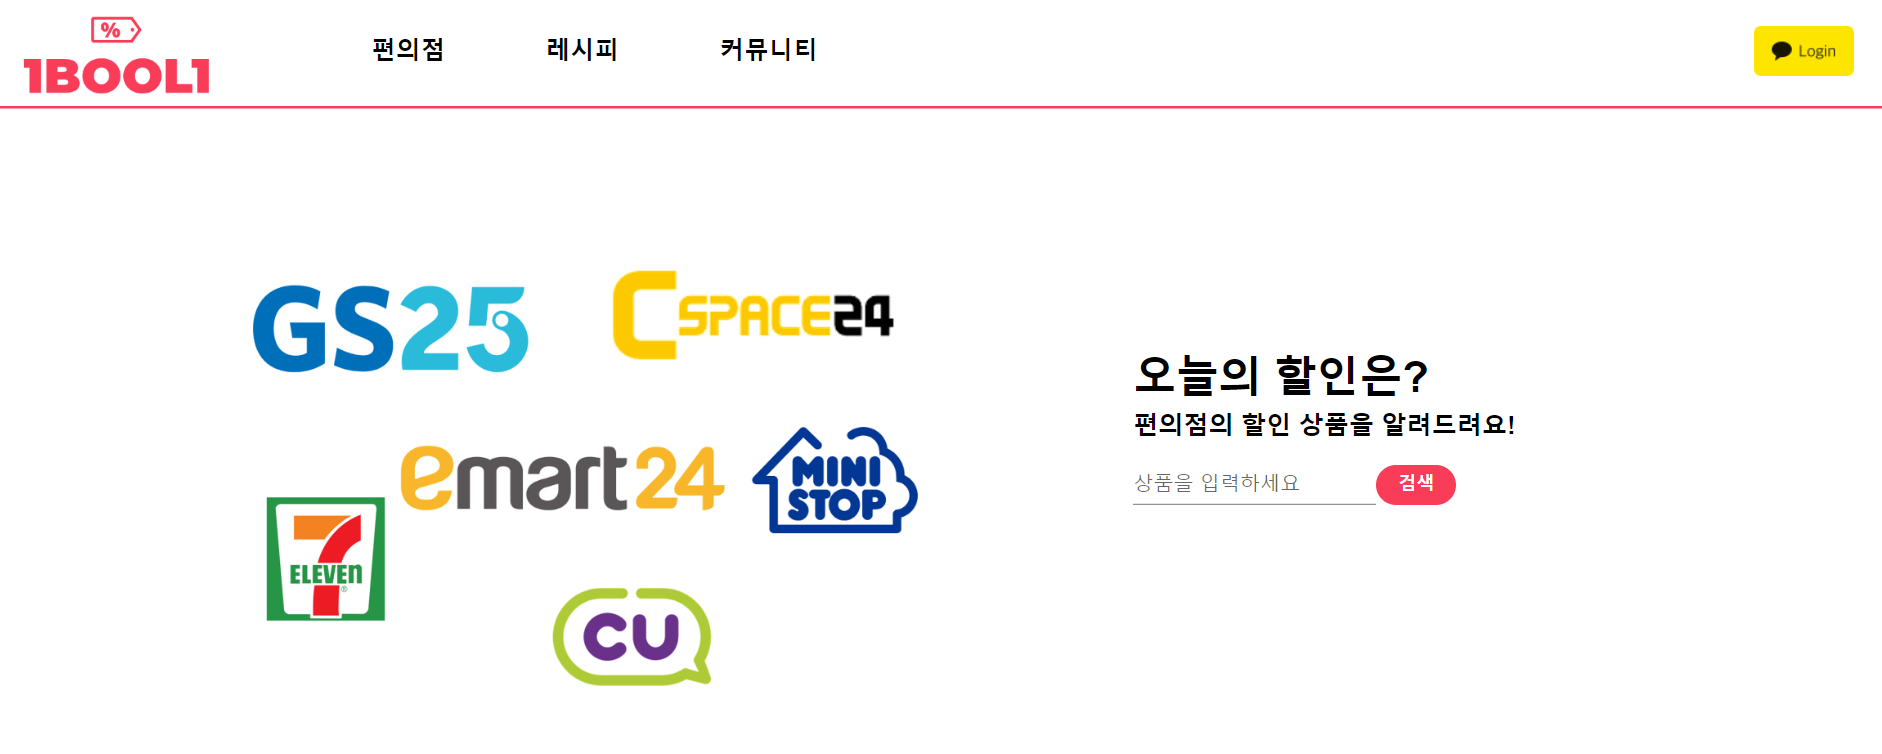 %
1BOOL1
편의점 레시피 커뮤니티
Login
GS25
CSPACE24
emart24
MINI
STOP
7
ELEVEN
®
CU
오늘의 할인은?
편의점의 할인 상품을 알려드려요!
상품을 입력하세요 검색